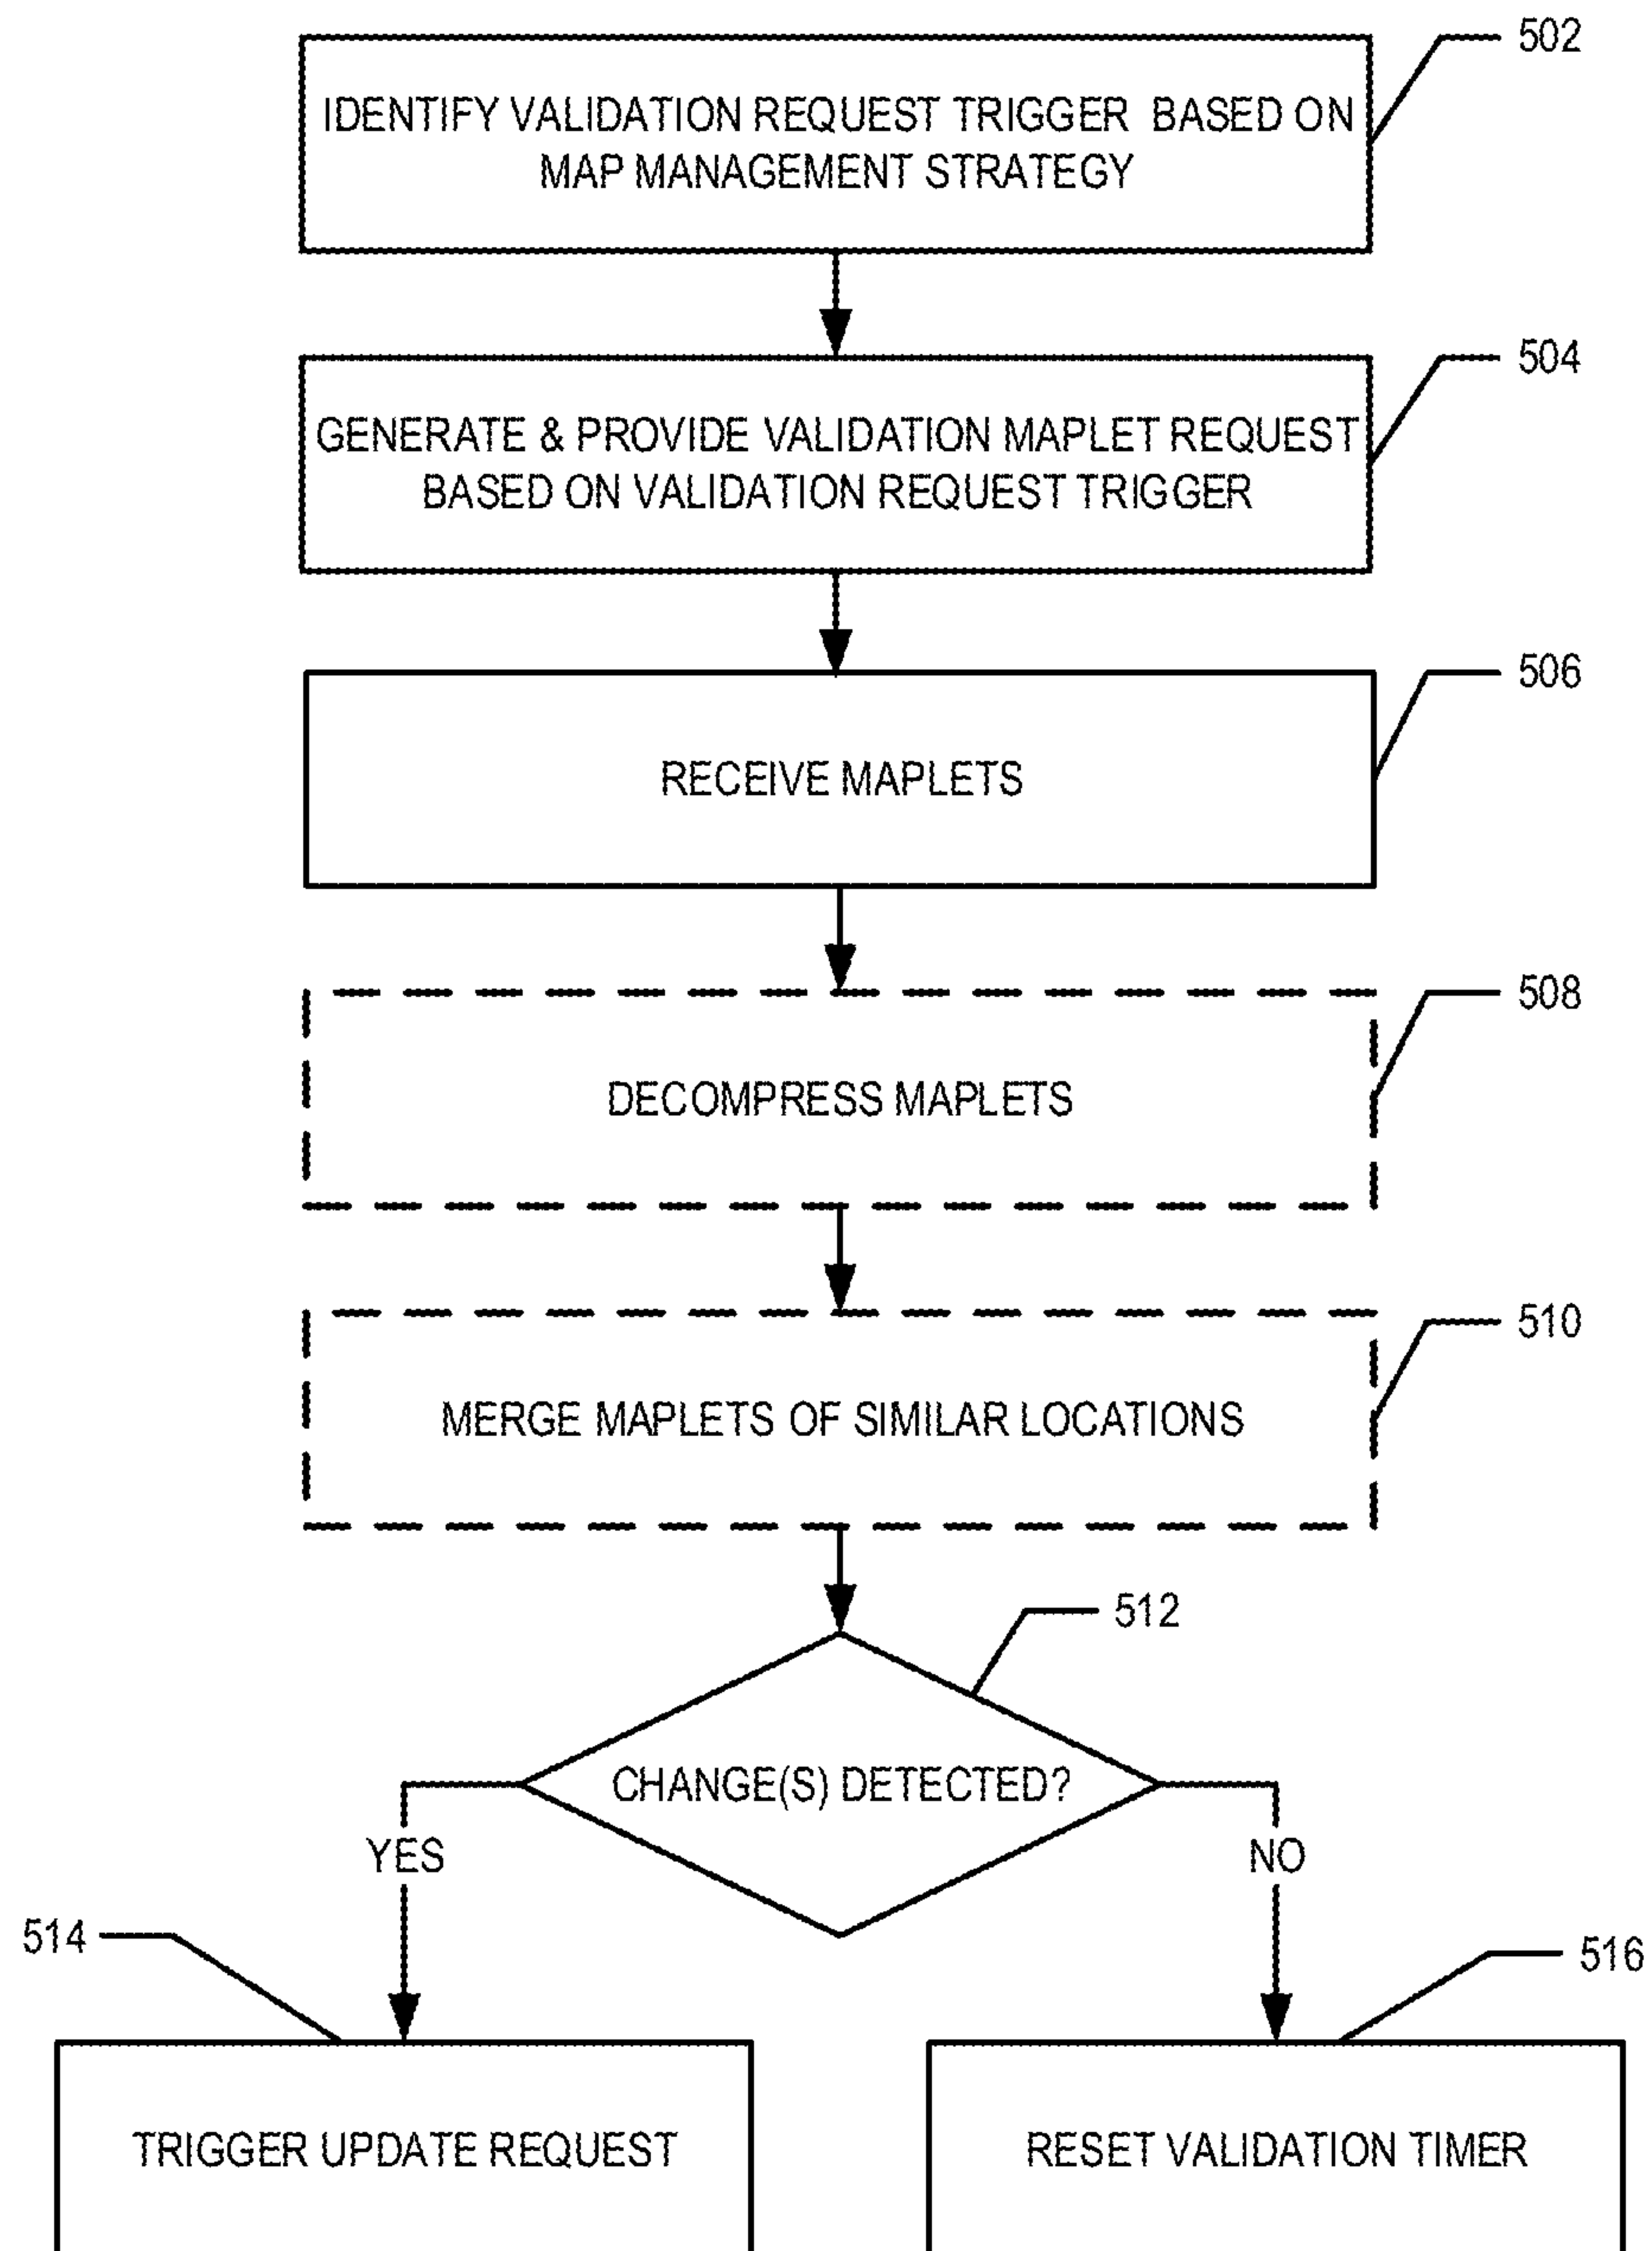 502
IDENTIFY VALIDATION REQUEST TRIGGER BASED ON
MAP MANAGEMENT STRATEGY
504
GENERATE & PROVIDE VALIDATION MAPLET REQUEST
BASED ON VALIDATION REQUEST TRIGGER
506
RECEIVE MAPLETS
508
DECOMPRESS MAPLETS
510
MERGE MAPLETS OF SIMILAR LOCATIONS
512
CHANGE(S) DETECTED?
YES
NO
514
516
TRIGGER UPDATE REQUEST
RESET VALIDATION TIMER